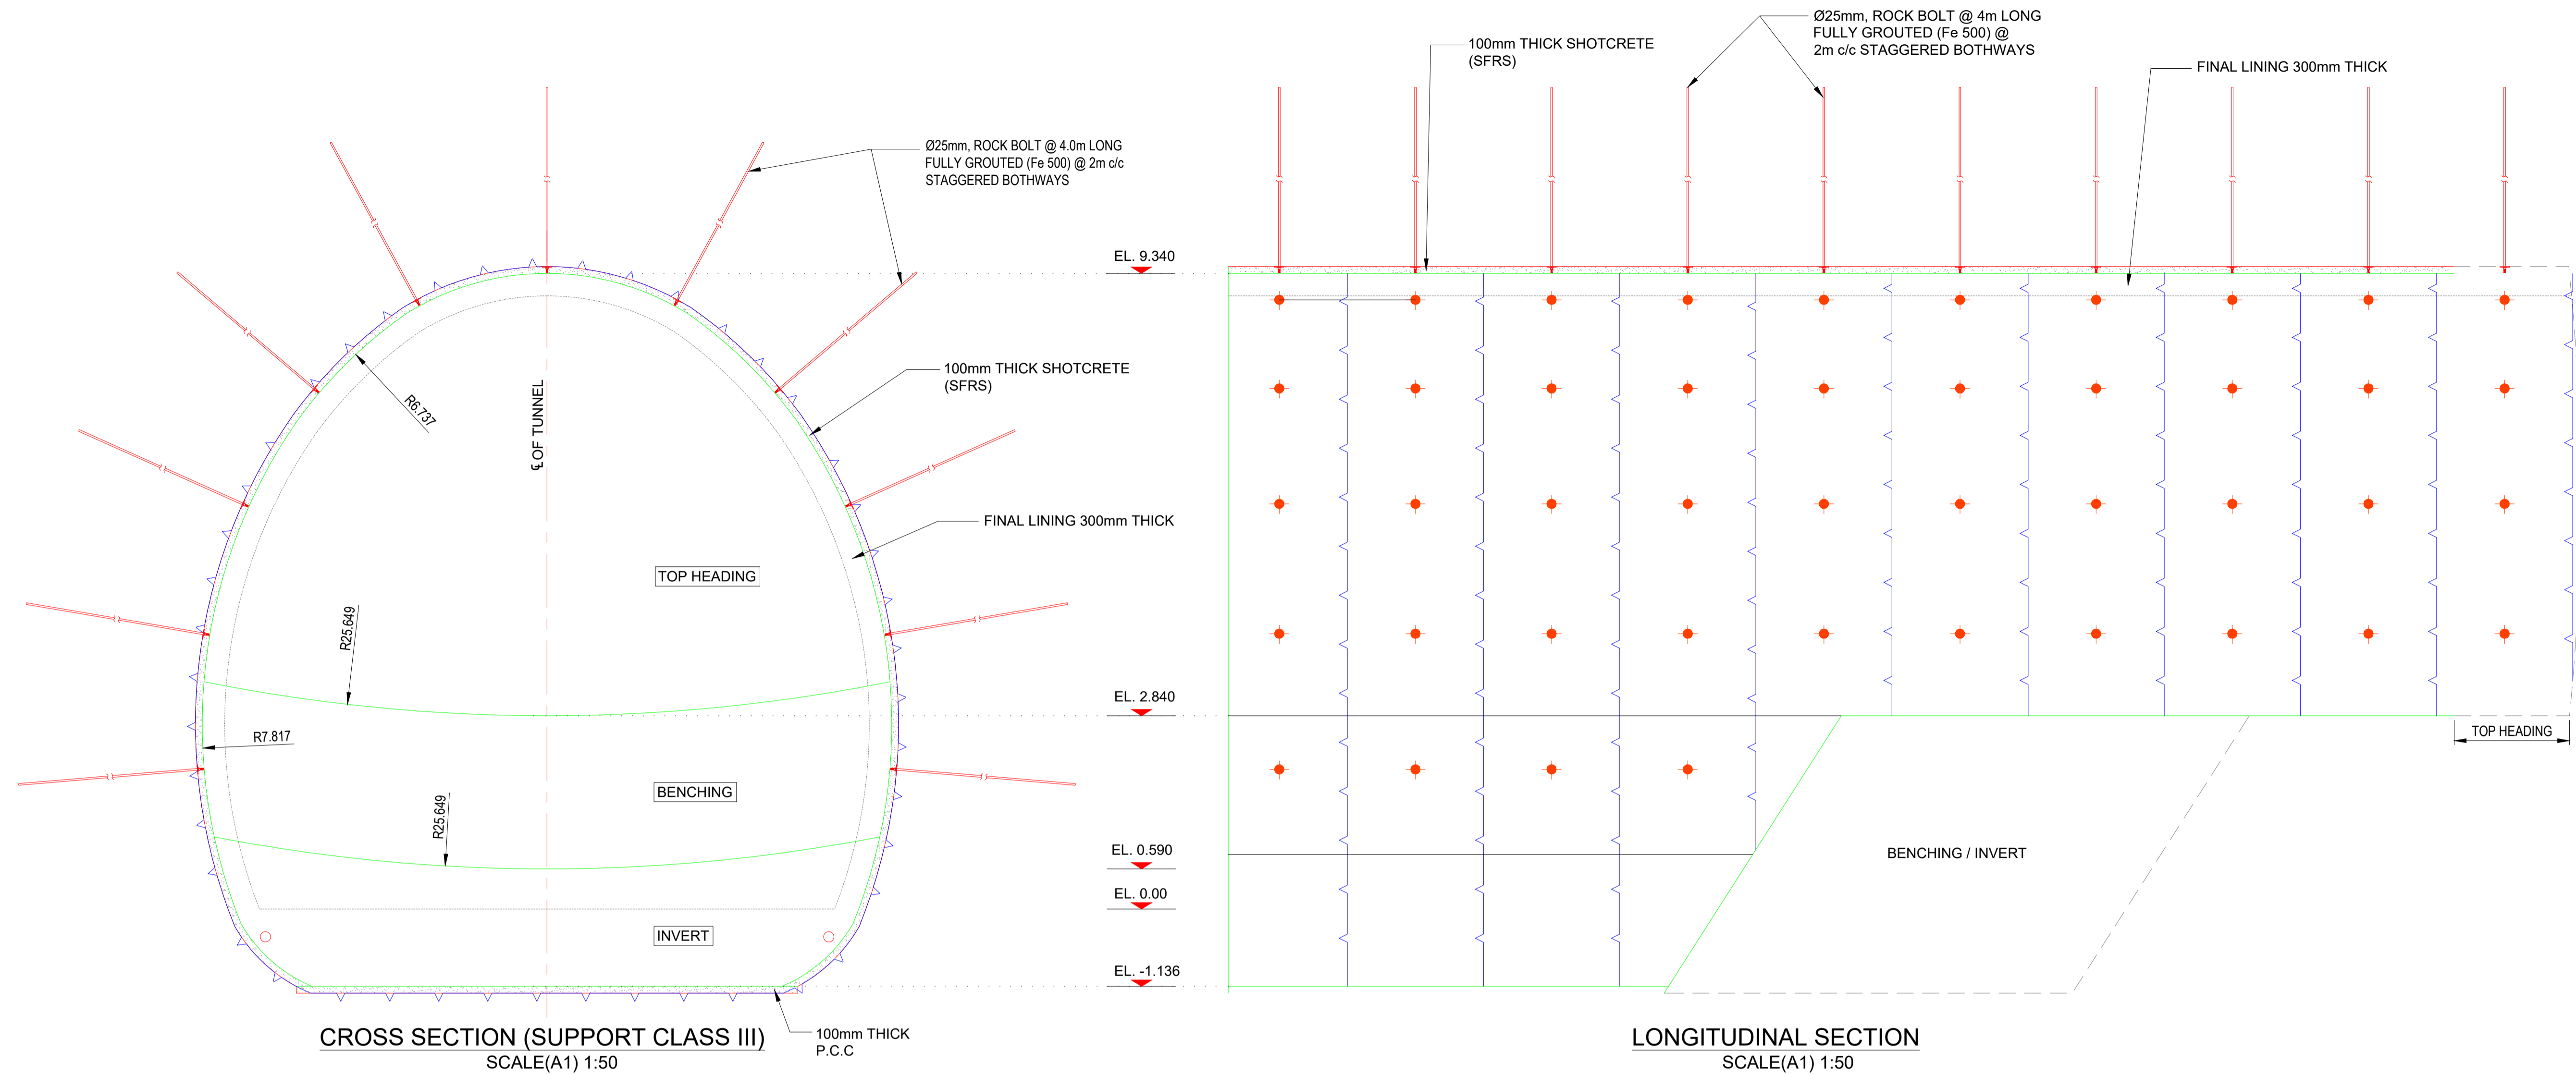 Ø25mm, ROCK BOLT @ 4.0m LONG
FULLY GROUTED (Fe 500) @ 2m c/c
STAGGERED BOTHWAYS
100mm THICK SHOTCRETE
(SFRS)
FINAL LINING 300mm THICK
R6.737
℄ OF TUNNEL
TOP HEADING
R25.649
R7.817
BENCHING
R25.649
INVERT
100mm THICK
P.C.C
CROSS SECTION (SUPPORT CLASS III)
SCALE(A1) 1:50
EL. 9.340
EL. 2.840
EL. 0.590
EL. 0.00
EL. -1.136
100mm THICK SHOTCRETE
(SFRS)
Ø25mm, ROCK BOLT @ 4m LONG
FULLY GROUTED (Fe 500) @
2m c/c STAGGERED BOTHWAYS
FINAL LINING 300mm THICK
TOP HEADING
BENCHING / INVERT
LONGITUDINAL SECTION
SCALE(A1) 1:50